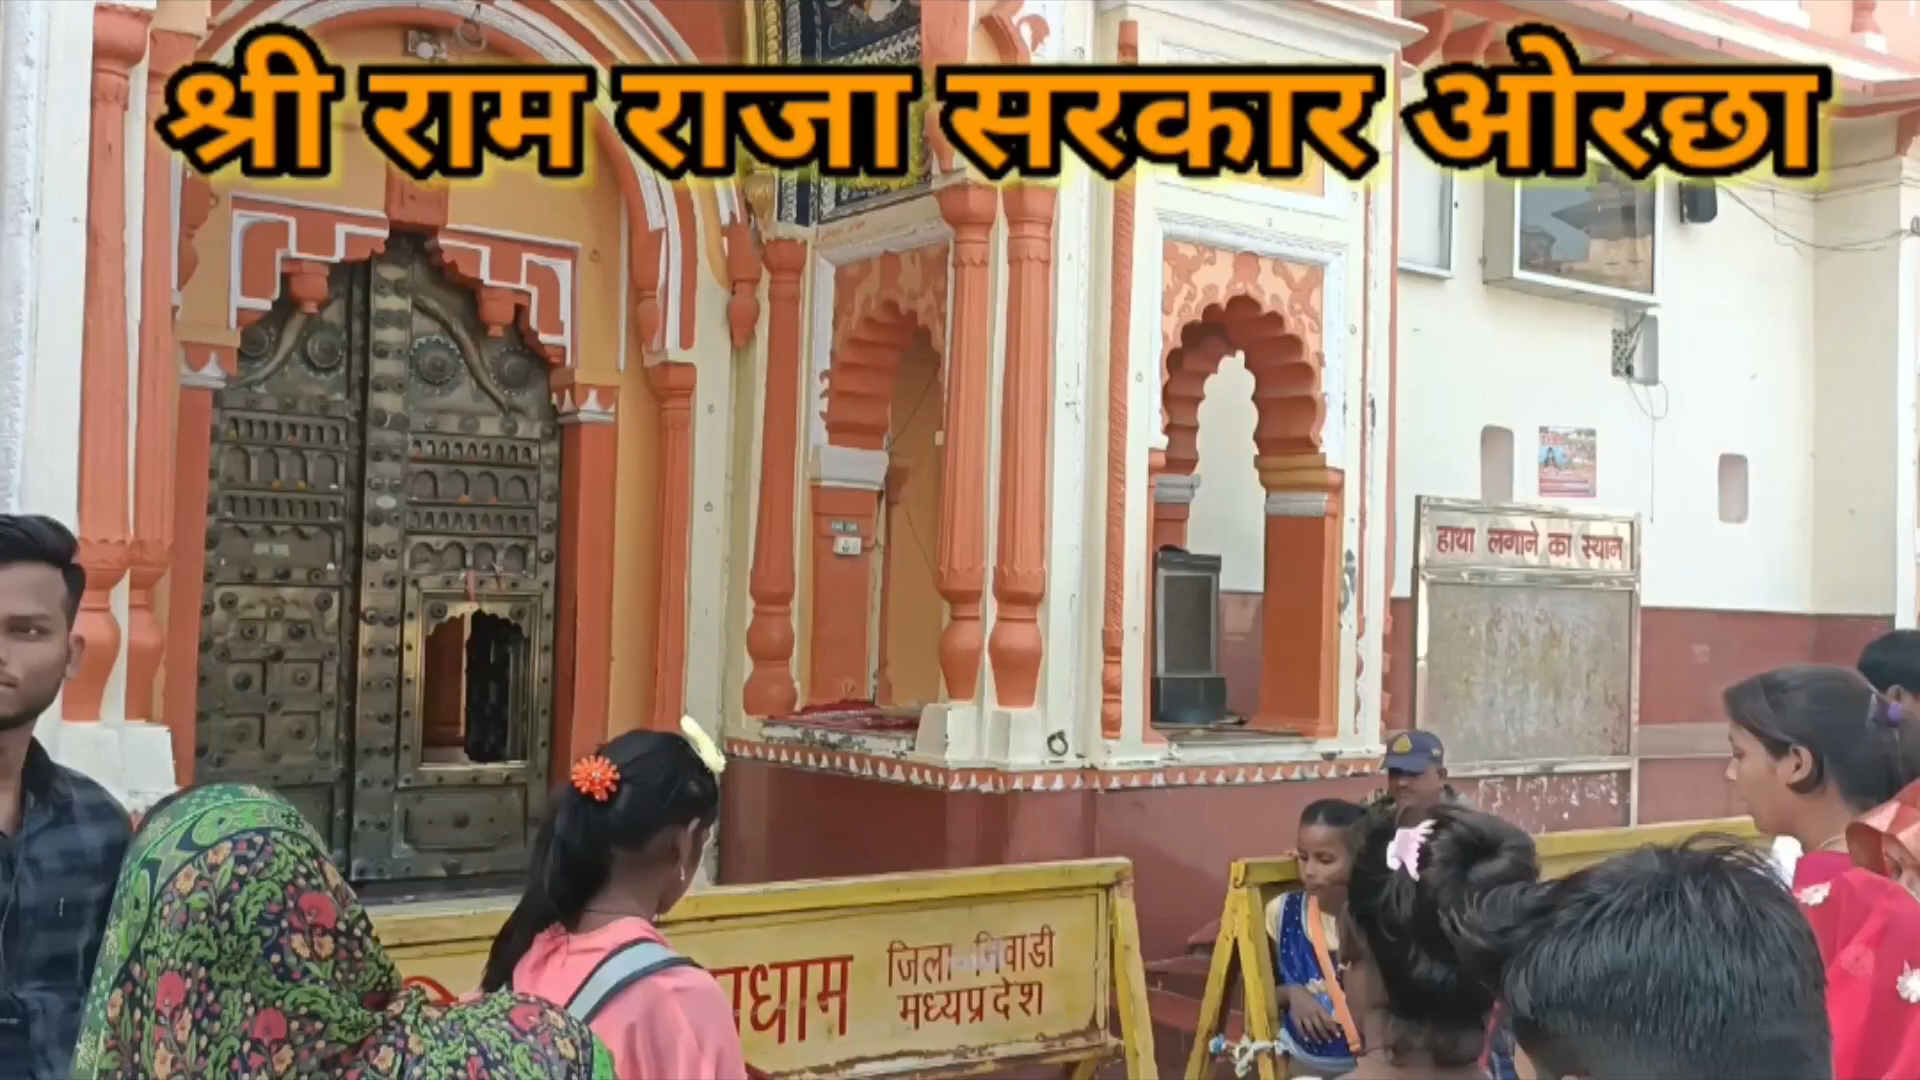 श्री राम राजा सरकार ओरछा
हाथा लगाने का स्थान
जिला-निवाड़ी
मध्यप्रदेश